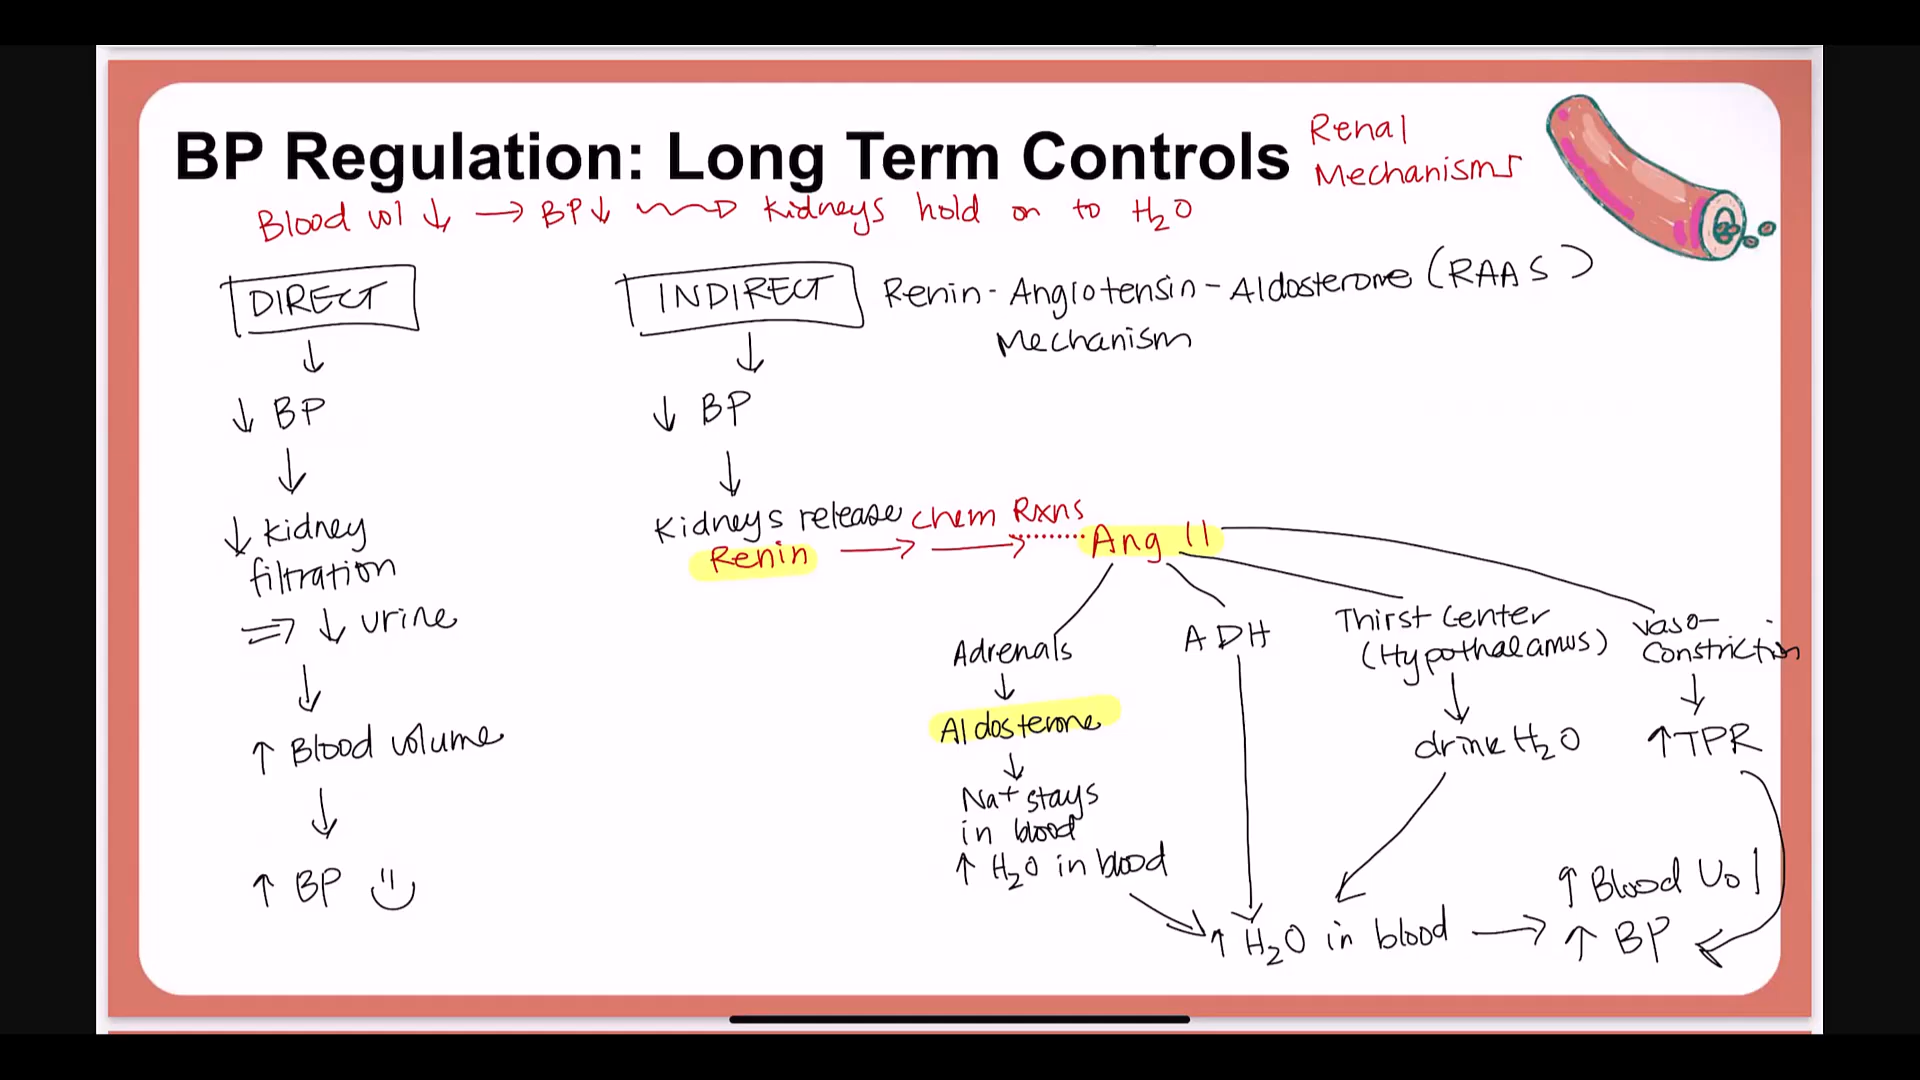 BP Regulation: Long Term Controls
Renal
Mechanisms
Blood vol ↓ → BP↓ → Kidneys hold on to H₂O
DIRECT
↓
↓ BP
↓
↓ kidney
filtration
⇒ ↓ urine
↓
↑ Blood volume
↓
↑ BP
INDIRECT
Renin-Angiotensin-Aldosterone (RAAS)
Mechanism
↓
↓ BP
↓
Kidneys release
Renin
→ chem Rxns →
Ang II
Adrenals
↓
Aldosterone
↓
Na+ stays
in blood
↑ H₂O in blood
ADH
Thirst Center
(Hypothalamus)
↓
drink H₂O
Vaso-
constriction
↓
↑TPR
↑ H₂O in blood →
↑ Blood Vol
↑ BP